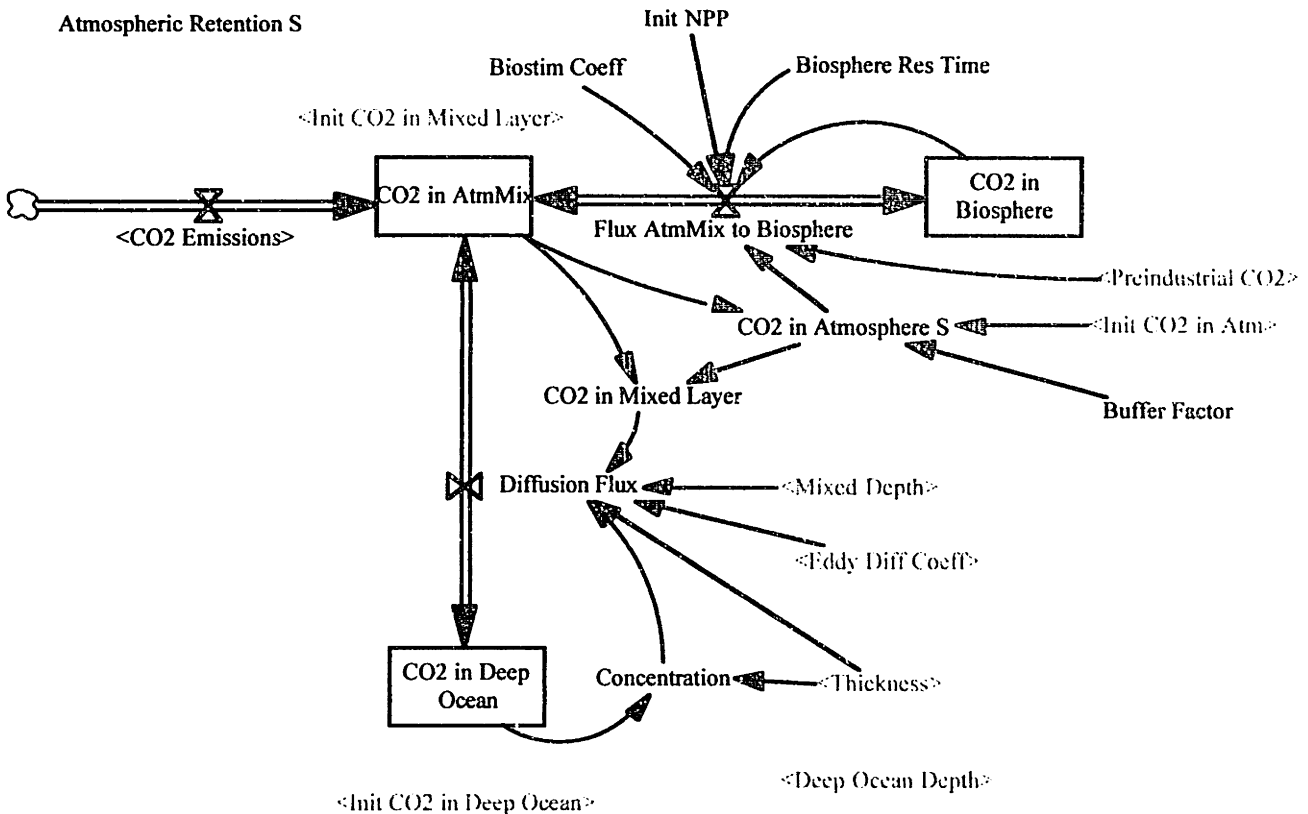 Atmospheric Retention S
Init NPP
Biostim Coeff
Biosphere Res Time
<Init CO2 in Mixed Layer>
CO2 in AtmMix
CO2 in
Biosphere
<CO2 Emissions>
Flux AtmMix to Biosphere
<Preindustrial CO2>
CO2 in Atmosphere S
<Init CO2 in Atm>
CO2 in Mixed Layer
Buffer Factor
Diffusion Flux
<Mixed Depth>
<Eddy Diff Coeff>
CO2 in Deep
Ocean
Concentration
<Thickness>
<Deep Ocean Depth>
<Init CO2 in Deep Ocean>